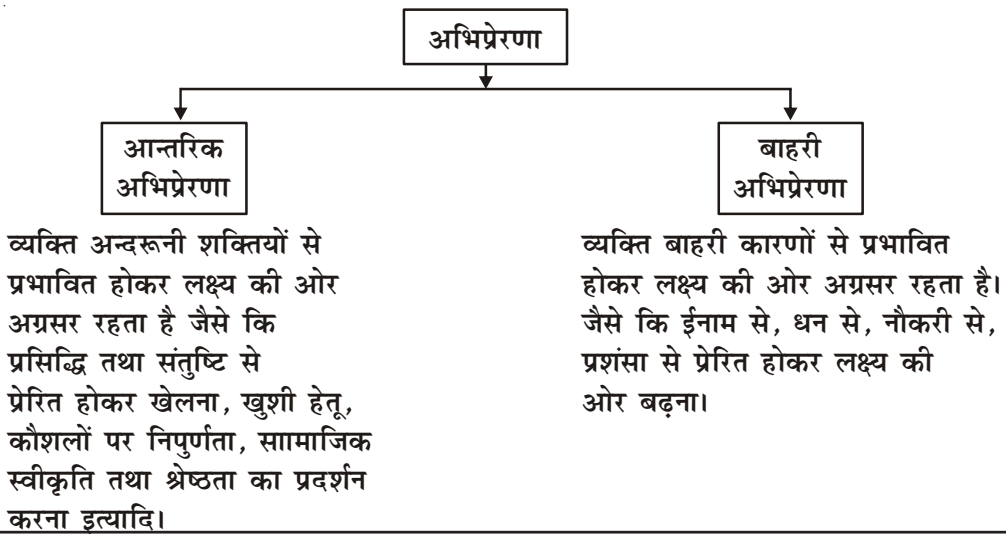 अभिप्रेरणा
आन्तरिक
अभिप्रेरणा
व्यक्ति अन्दरूनी शक्तियों से
प्रभावित होकर लक्ष्य की ओर
अग्रसर रहता है जैसे कि
प्रसिद्धि तथा संतुष्टि से
प्रेरित होकर खेलना, खुशी हेतू,
कौशलों पर निपुर्णता, साामाजिक
स्वीकृति तथा श्रेष्ठता का प्रदर्शन
करना इत्यादि।
बाहरी
अभिप्रेरणा
व्यक्ति बाहरी कारणों से प्रभावित
होकर लक्ष्य की ओर अग्रसर रहता है।
जैसे कि ईनाम से, धन से, नौकरी से,
प्रशंसा से प्रेरित होकर लक्ष्य की
ओर बढ़ना।